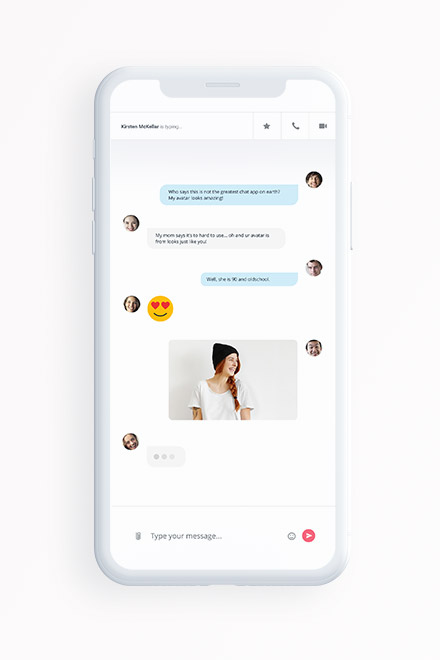 Kirsten McKellar is typing...
Who says this is not the greatest chat app on earth?
My avatar looks amazing!
My mom says it's to hard to use... oh and ur avatar is
from looks just like you!
Well, she is 90 and oldschool.
Type your message...